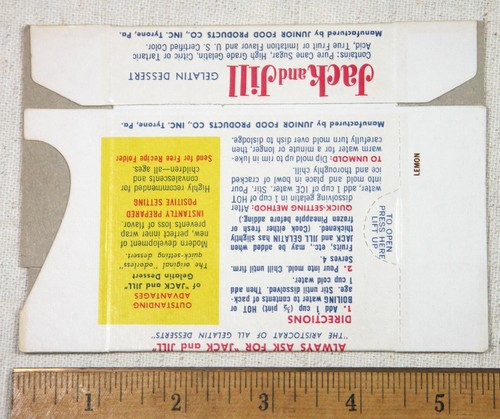 ALWAYS ASK FOR "JACK and JILL"
"THE ARISTOCRAT OF ALL GELATIN DESSERTS"
DIRECTIONS
1. Add 1 cup (½ pint) HOT or
BOILING water to contents of pack-
age. Stir until dissolved. Then add
1 cup cold water.
2. Pour into mold. Chill until firm.
Serves 4.
Fruits, etc., may be added when
JACK and JILL GELATIN has slightly
thickened. (Cook either fresh or
frozen Pineapple before adding.)
QUICK-SETTING METHOD: After
dissolving gelatin in 1 cup of HOT
water, add 1 cup of ICE water. Stir. Pour
into mold and place in bowl of cracked
ice and thoroughly chill.
TO UNMOLD: Dip mold up to rim in luke-
warm water for a minute or longer, then
carefully turn mold over dish to dislodge.
OUTSTANDING
ADVANTAGES
of "JACK and JILL"
Gelatin Dessert
The original "odorless"
quick-setting dessert.
Modern development of
new, perfect inner wrap
prevents loss of flavor.
INSTANTLY PREPARED
POSITIVE SETTING
Highly recommended for
convalescents and
children—all ages.
Send for Free Recipe Folder
Manufactured by JUNIOR FOOD PRODUCTS CO., INC. Tyrone, Pa.
TO OPEN
PRESS HERE
LIFT UP
LEMON
Jack and Jill
GELATIN DESSERT
Contains: Pure Cane Sugar, High Grade Gelatin, Citric or Tartaric
Acid, True Fruit or Imitation Flavor and U. S. Certified Color.
Manufactured by JUNIOR FOOD PRODUCTS CO., INC. Tyrone, Pa.
1 2 3 4 5